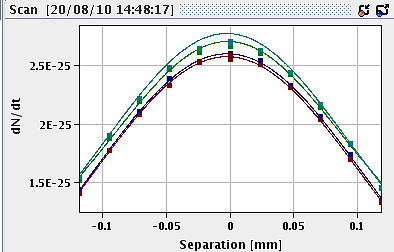 Scan [20/08/10 14:48:17]
dN/dt
2.5E-25
2E-25
1.5E-25
-0.1 -0.05 0 0.05 0.1
Separation [mm]